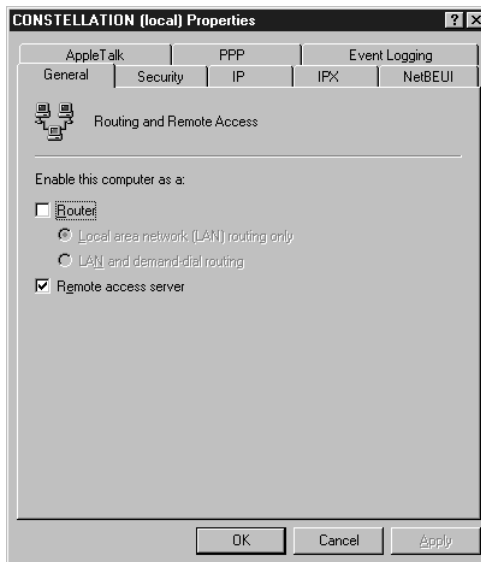 CONSTELLATION (local) Properties
AppleTalk PPP Event Logging
General Security IP IPX NetBEUI
Routing and Remote Access
Enable this computer as a:
Router
Local area network (LAN) routing only
LAN and demand-dial routing
Remote access server
OK Cancel Apply